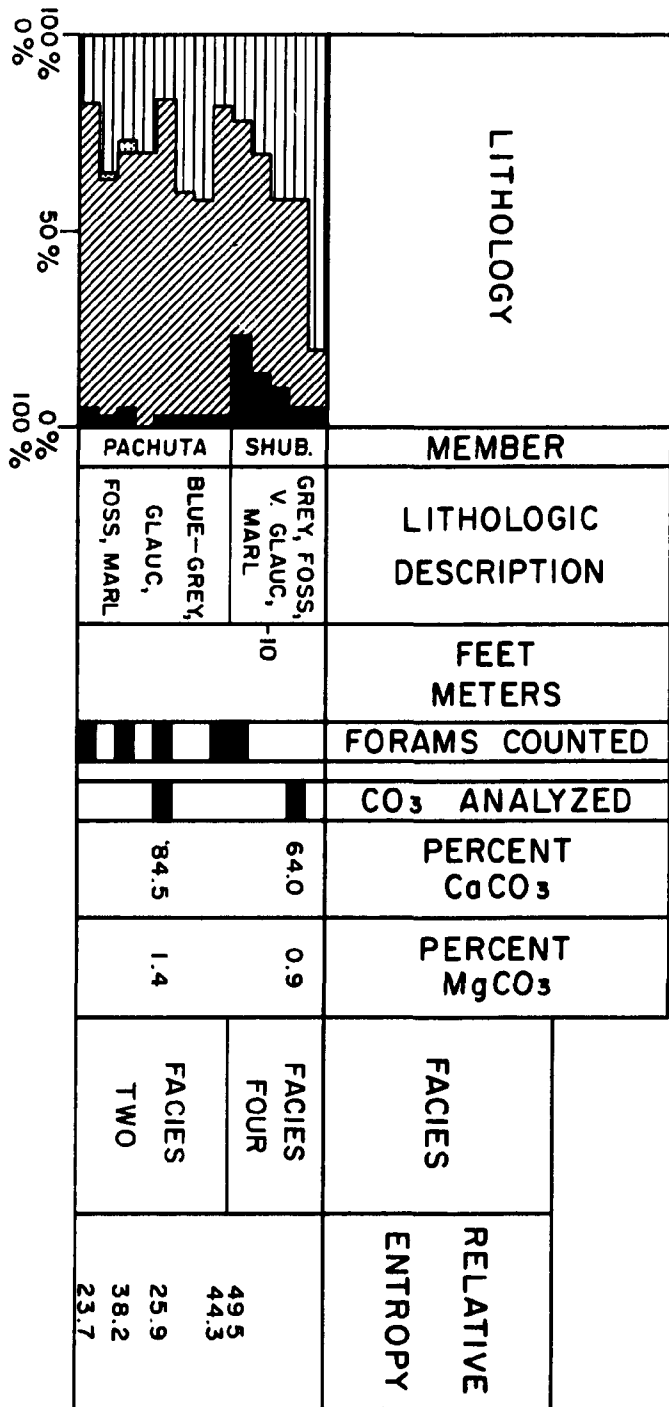 100%
0%
50%
50%
0%
100%
LITHOLOGY
MEMBER
SHUB.
PACHUTA
LITHOLOGIC
DESCRIPTION
GREY, FOSS,
V. GLAUC,
MARL
BLUE—GREY,
GLAUC,
FOSS, MARL
FEET
METERS
-10
FORAMS COUNTED
CO₃ ANALYZED
PERCENT
CaCO₃
64.0
84.5
PERCENT
MgCO₃
0.9
1.4
FACIES
FACIES
FOUR
FACIES
TWO
RELATIVE
ENTROPY
49.5
44.3
25.9
38.2
23.7